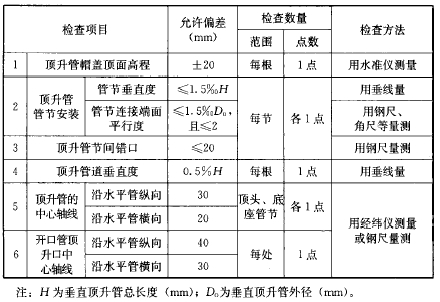 检查项目 允许偏差(mm) 检查数量 检查方法
范围 点数
1 顶升管帽盖顶面高程 ±20 每根 1点 用水准仪测量
2 顶升管管节安装 管节垂直度 ≤1.5‰H 每节 各1点 用垂线量
管节连接端面平行度 ≤1.5‰D₀,且≤2 用钢尺、角尺等量测
3 顶升管节间错口 ≤20 用钢尺量测
4 顶升管道垂直度 0.5%H 每根 1点 用垂线量
5 顶升管的中心轴线 沿水平管纵向 30 顶头、底座管节 各1点 用经纬仪测量或钢尺量测
沿水平管横向 20
6 开口管顶升口中心轴线 沿水平管纵向 40 每处 1点
沿水平管横向 30
注:H为垂直顶升管总长度(mm);D₀为垂直顶升管外径(mm)。